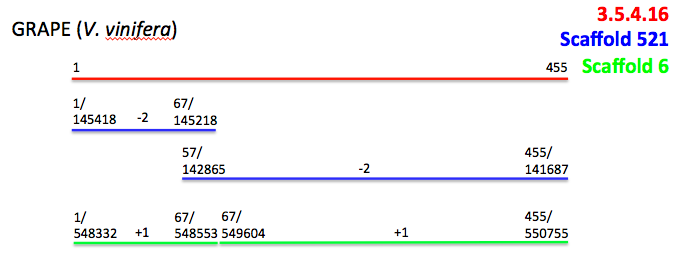 GRAPE (V. vinifera)
3.5.4.16
Scaffold 521
Scaffold 6
1 455
1/ 67/
145418 -2 145218
57/ 455/
142865 -2 141687
1/ 67/ 67/ 455/
548332 +1 548553 549604 +1 550755